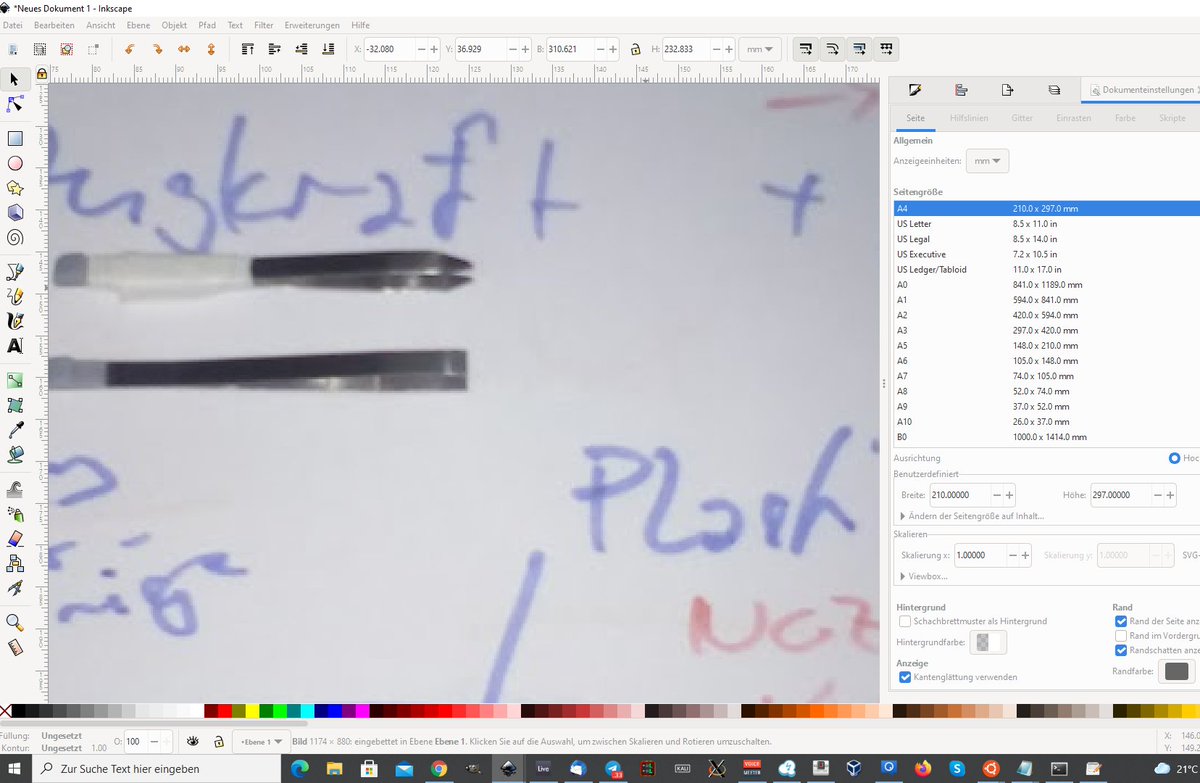 *Neues Dokument 1 - Inkscape
Datei Bearbeiten Ansicht Ebene Objekt Pfad Text Filter Erweiterungen Hilfe
X: -32.080 Y: 36.929 B: 310.621 H: 232.833 mm
75 80 85 90 95 100 105 110 115 120 125 130 135 140 145 150 155 160 165 170
Dokumenteinstellungen
Seite Hilfslinien Gitter Einrasten Farbe Skripte
Allgemein
Anzeigeeinheiten: mm
Seitengröße
A4 210.0 x 297.0 mm
US Letter 8.5 x 11.0 in
US Legal 8.5 x 14.0 in
US Executive 7.2 x 10.5 in
US Ledger/Tabloid 11.0 x 17.0 in
A0 841.0 x 1189.0 mm
A1 594.0 x 841.0 mm
A2 420.0 x 594.0 mm
A3 297.0 x 420.0 mm
A5 148.0 x 210.0 mm
A6 105.0 x 148.0 mm
A7 74.0 x 105.0 mm
A8 52.0 x 74.0 mm
A9 37.0 x 52.0 mm
A10 26.0 x 37.0 mm
B0 1000.0 x 1414.0 mm
Ausrichtung Hoc
Benutzerdefiniert
Breite: 210.00000 Höhe: 297.00000
Ändern der Seitengröße auf Inhalt...
Skalieren
Skalierung x: 1.00000 Skalierung y: 1.00000 SVG-
Viewbox...
Hintergrund Rand
Schachbrettmuster als Hintergrund Rand der Seite anz
Hintergrundfarbe: Rand im Vordergru
Anzeige Randschatten anze
Kantenglättung verwenden Randfarbe:
ngkraft +
Plast
Füllung: Ungesetzt
Kontur: Ungesetzt 1.00 O: 100 Ebene 1 Bild 1174 × 880: eingebettet in Ebene Ebene 1. Klicken Sie auf die Auswahl, um zwischen Skalieren und Rotieren umzuschalten.
X: 146.0
Y: 149.2
Zur Suche Text hier eingeben
Live 33 KALI VOICE MEETER 21°C